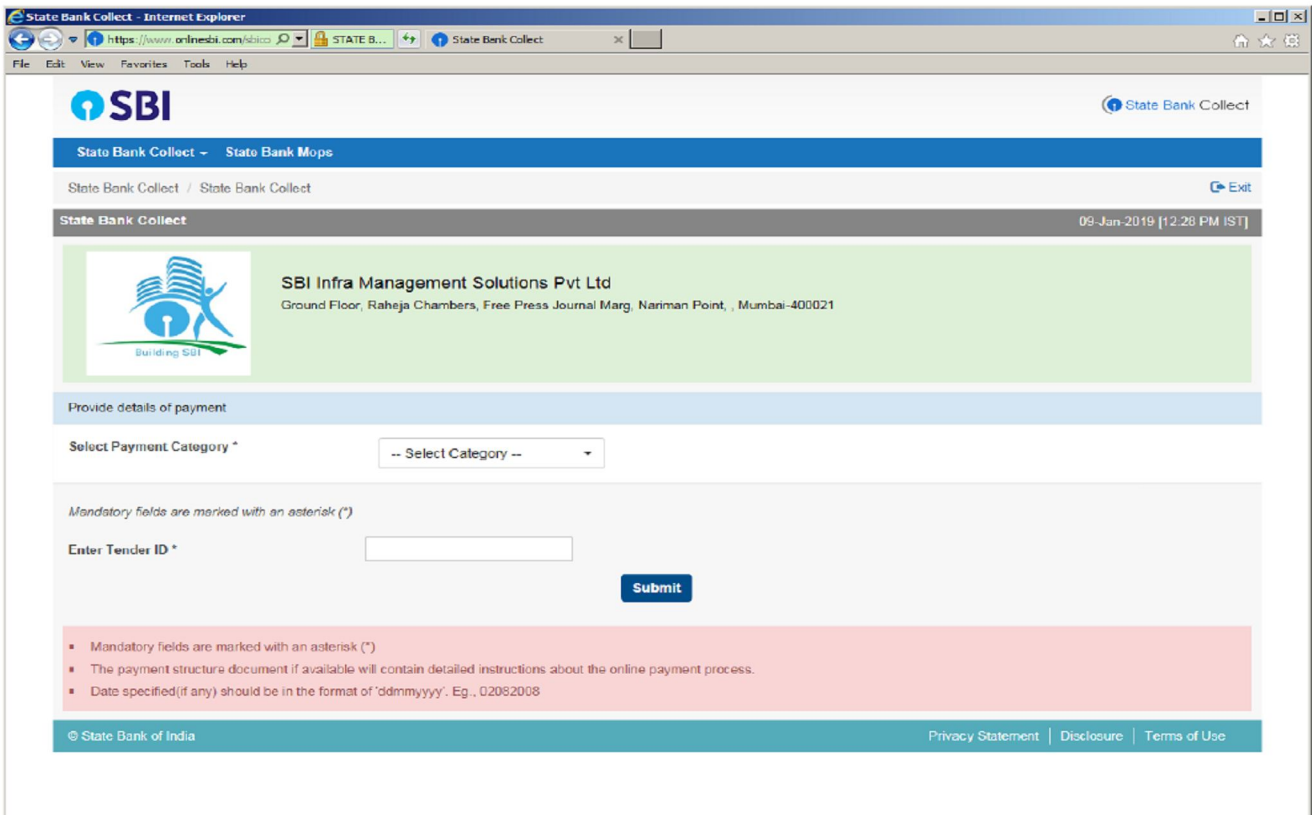 State Bank Collect - Internet Explorer
https://www.onlinesbi.com/sbico
STATE B...
State Bank Collect
File Edit View Favorites Tools Help
SBI
State Bank Collect
State Bank Collect State Bank Mops
State Bank Collect / State Bank Collect
Exit
State Bank Collect
09-Jan-2019 [12:28 PM IST]
SBI Infra Management Solutions Pvt Ltd
Ground Floor, Raheja Chambers, Free Press Journal Marg, Nariman Point, , Mumbai-400021
Building SBI
Provide details of payment
Select Payment Category *
-- Select Category --
Mandatory fields are marked with an asterisk (*)
Enter Tender ID *
Submit
Mandatory fields are marked with an asterisk (*)
The payment structure document if available will contain detailed instructions about the online payment process.
Date specified(if any) should be in the format of 'ddmmyyyy'. Eg., 02082008
© State Bank of India
Privacy Statement | Disclosure | Terms of Use